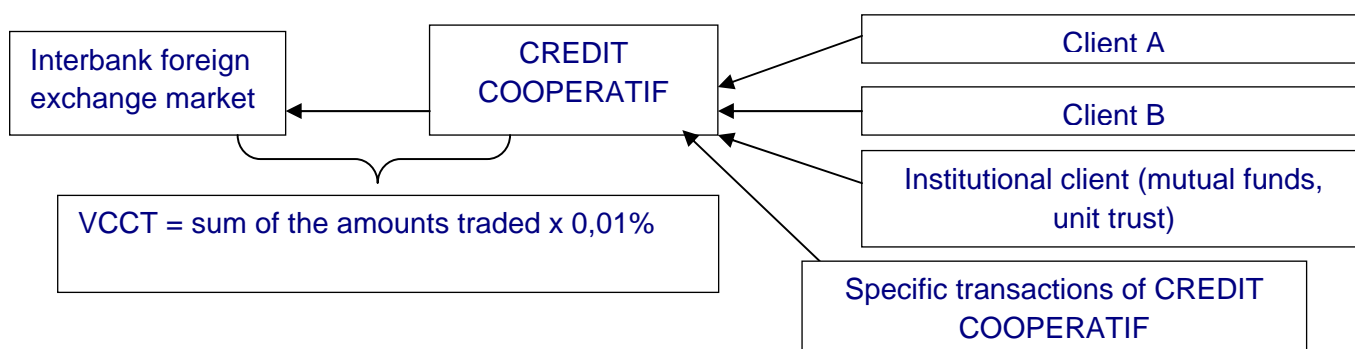 Interbank foreign
exchange market
CREDIT
COOPERATIF
Client A
Client B
Institutional client (mutual funds,
unit trust)
VCCT = sum of the amounts traded x 0,01%
Specific transactions of CREDIT
COOPERATIF